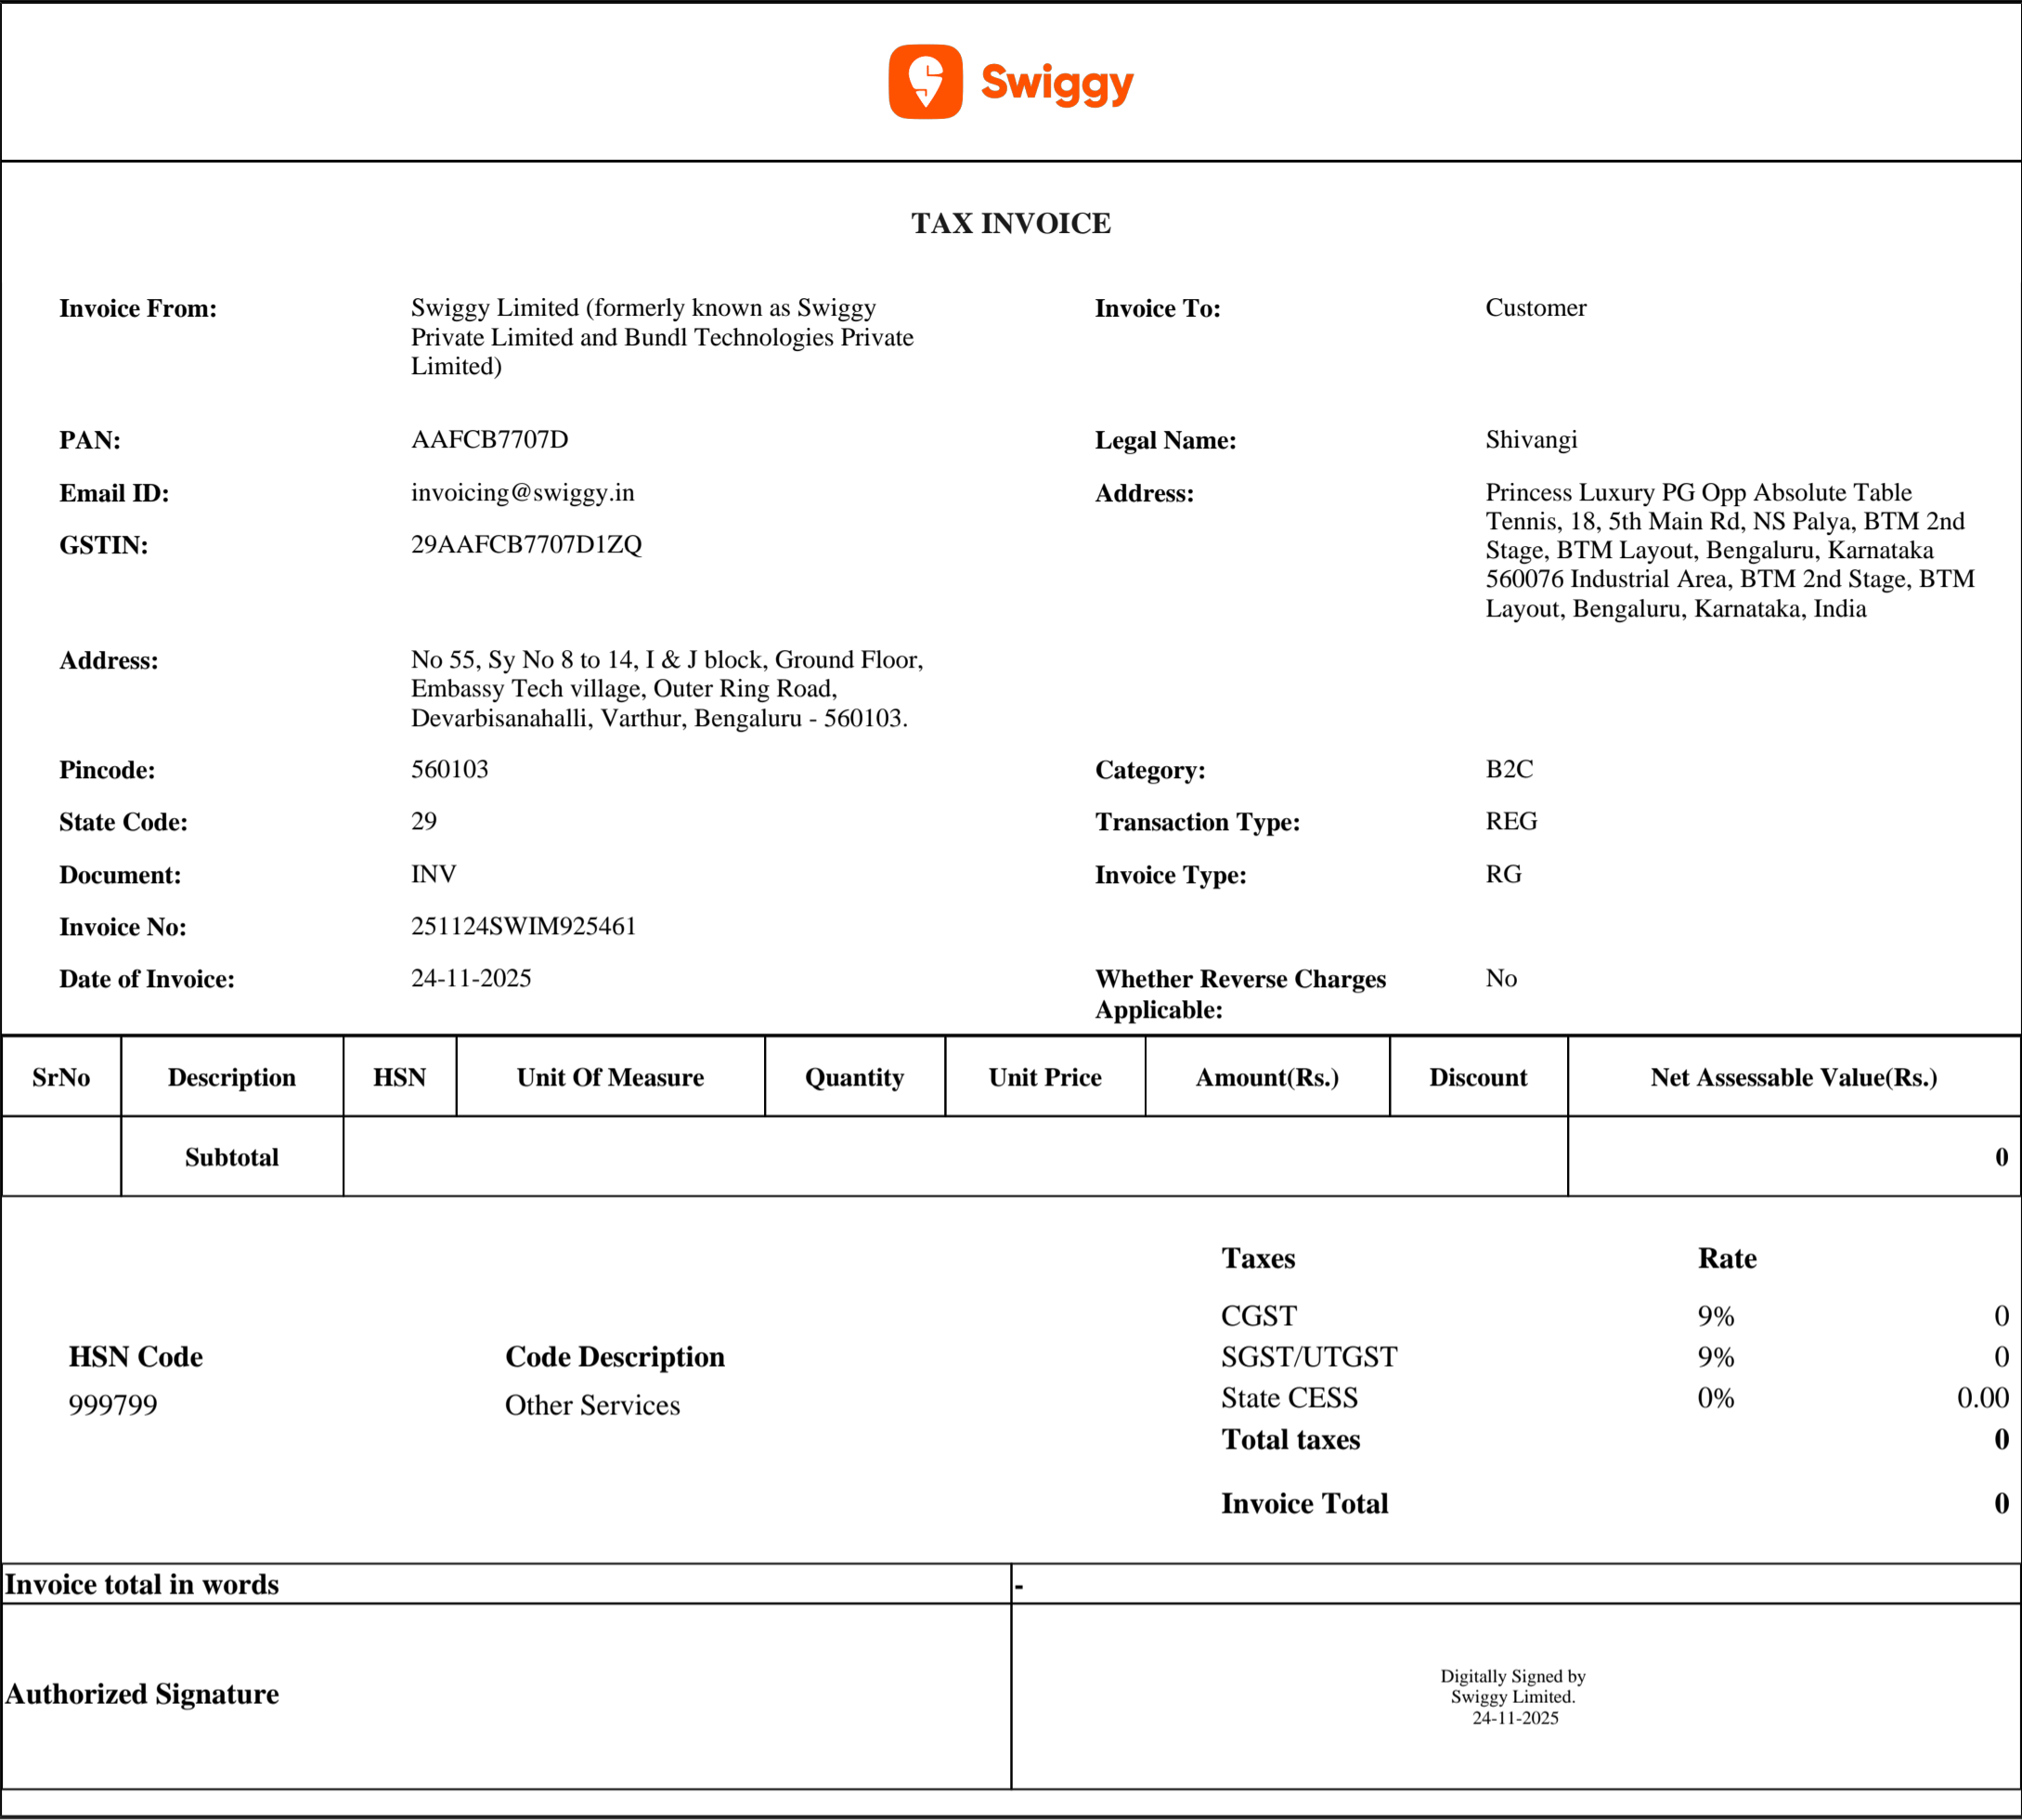 Swiggy
TAX INVOICE
Invoice From: Swiggy Limited (formerly known as Swiggy
Private Limited and Bundl Technologies Private
Limited)
Invoice To: Customer
PAN: AAFCB7707D
Legal Name: Shivangi
Email ID: invoicing@swiggy.in
Address: Princess Luxury PG Opp Absolute Table
Tennis, 18, 5th Main Rd, NS Palya, BTM 2nd
Stage, BTM Layout, Bengaluru, Karnataka
560076 Industrial Area, BTM 2nd Stage, BTM
Layout, Bengaluru, Karnataka, India
GSTIN: 29AAFCB7707D1ZQ
Address: No 55, Sy No 8 to 14, I & J block, Ground Floor,
Embassy Tech village, Outer Ring Road,
Devarbisanahalli, Varthur, Bengaluru - 560103.
Pincode: 560103 Category: B2C
State Code: 29 Transaction Type: REG
Document: INV Invoice Type: RG
Invoice No: 251124SWIM925461
Date of Invoice: 24-11-2025 Whether Reverse Charges No
Applicable:
SrNo Description HSN Unit Of Measure Quantity Unit Price Amount(Rs.) Discount Net Assessable Value(Rs.)
Subtotal 0
Taxes Rate
CGST 9% 0
HSN Code Code Description SGST/UTGST 9% 0
999799 Other Services State CESS 0% 0.00
Total taxes 0
Invoice Total 0
Invoice total in words -
Authorized Signature
Digitally Signed by
Swiggy Limited.
24-11-2025